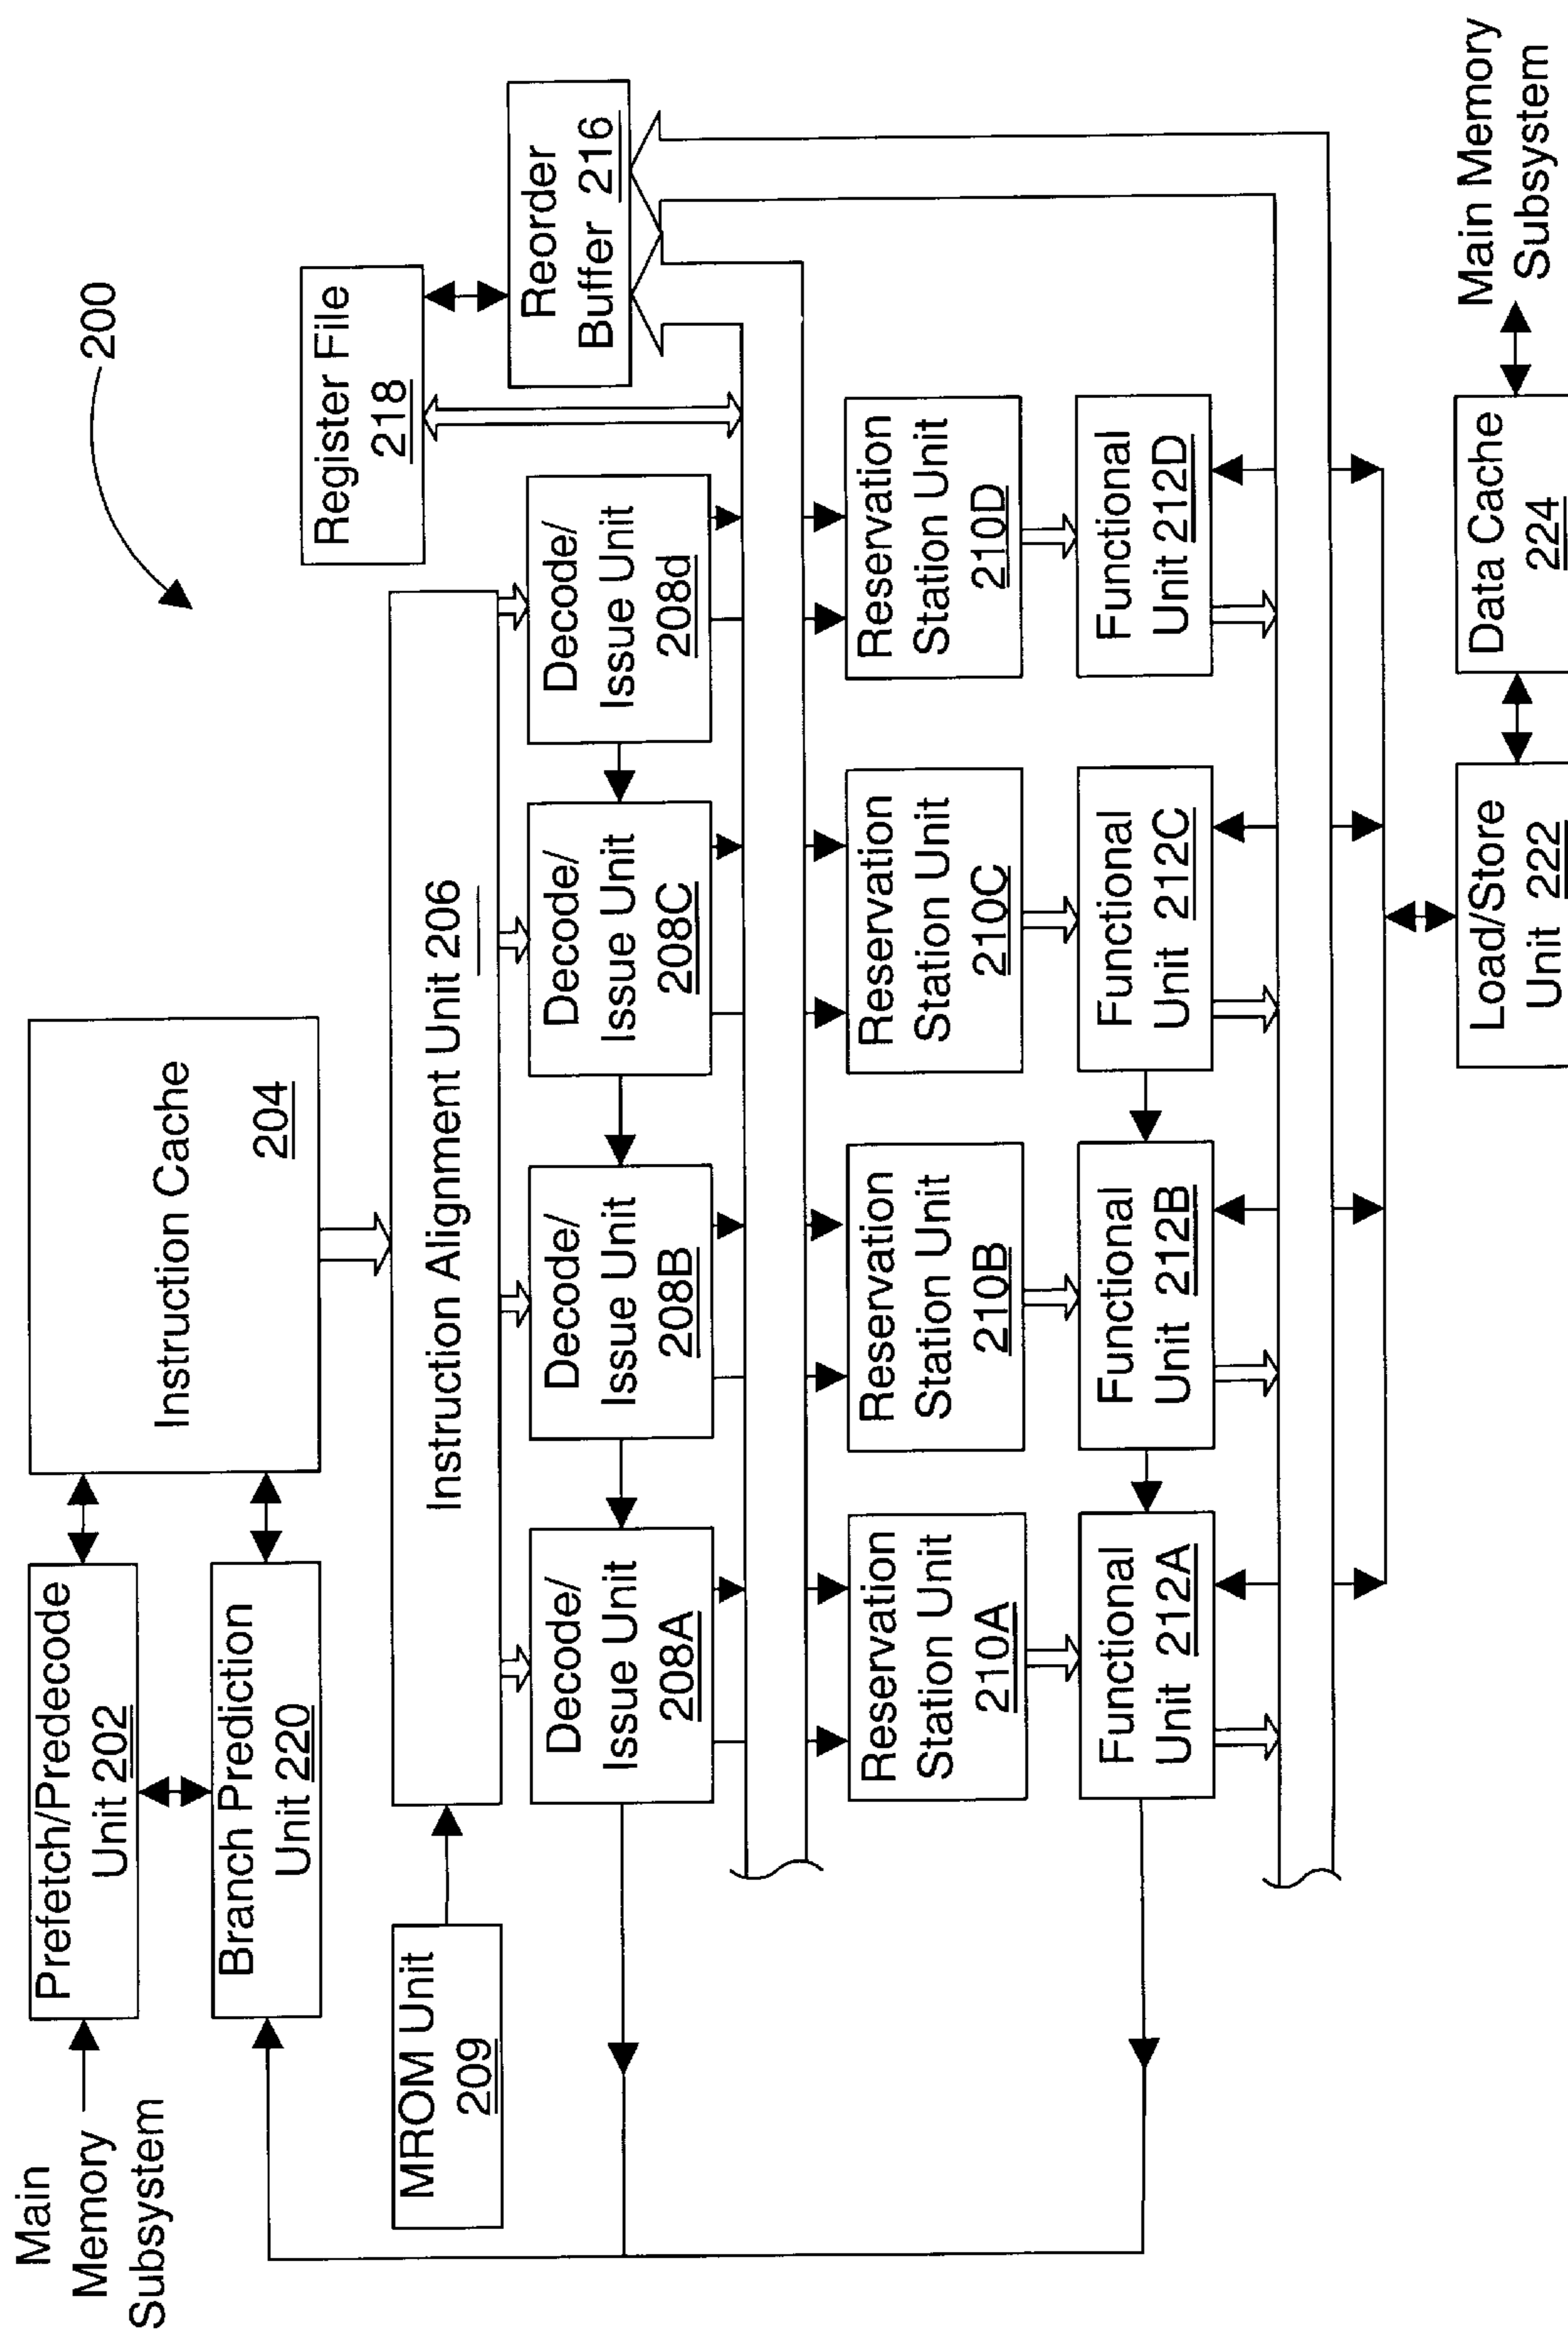 200
Main
Memory
Subsystem
Prefetch/Predecode
Unit 202
Instruction Cache
204
Branch Prediction
Unit 220
Register File
218
MROM Unit
209
Instruction Alignment Unit 206
Reorder
Buffer 216
Decode/
Issue Unit
208A
Decode/
Issue Unit
208B
Decode/
Issue Unit
208C
Decode/
Issue Unit
208d
Reservation
Station Unit
210A
Reservation
Station Unit
210B
Reservation
Station Unit
210C
Reservation
Station Unit
210D
Functional
Unit 212A
Functional
Unit 212B
Functional
Unit 212C
Functional
Unit 212D
Load/Store
Unit 222
Data Cache
224
Main Memory
Subsystem